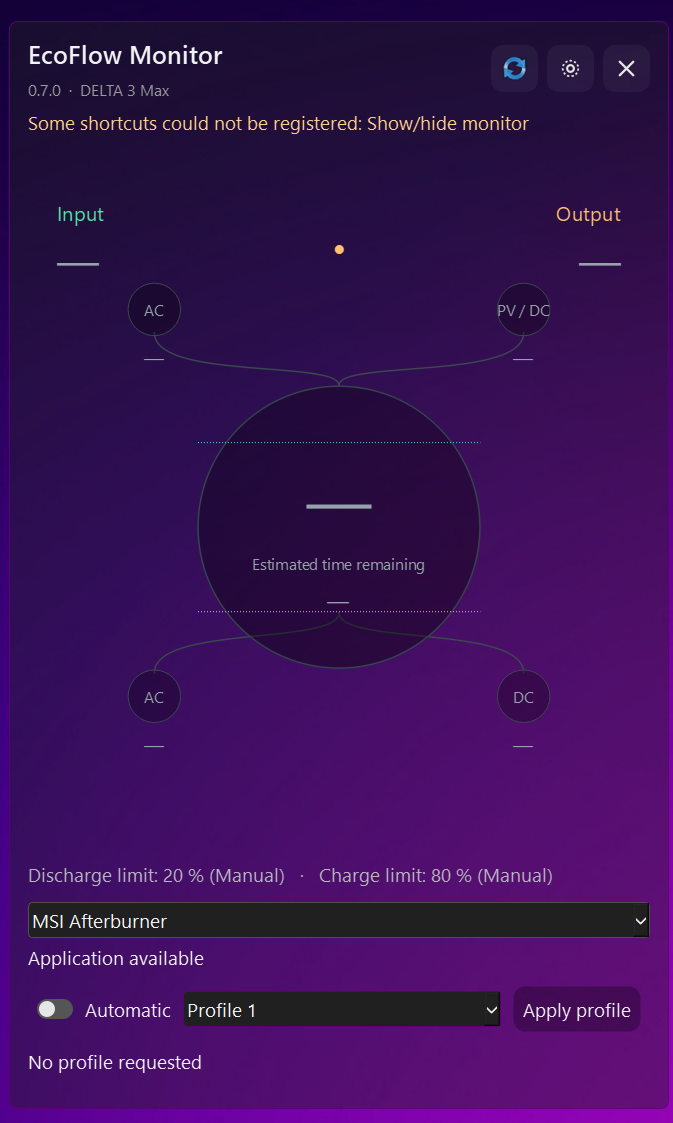 EcoFlow Monitor
0.7.0 · DELTA 3 Max
Some shortcuts could not be registered: Show/hide monitor
Input
Output
—
—
AC
PV / DC
—
—
—
Estimated time remaining
—
AC
DC
—
—
Discharge limit: 20 % (Manual) · Charge limit: 80 % (Manual)
MSI Afterburner
Application available
Automatic
Profile 1
Apply profile
No profile requested